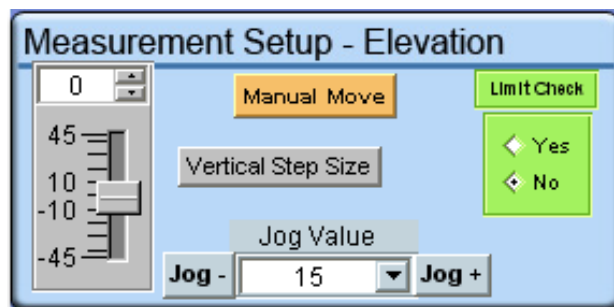 Measurement Setup - Elevation
0
Manual Move
Limit Check
45
10
-10
-45
Vertical Step Size
Yes
No
Jog Value
Jog -
15
Jog +